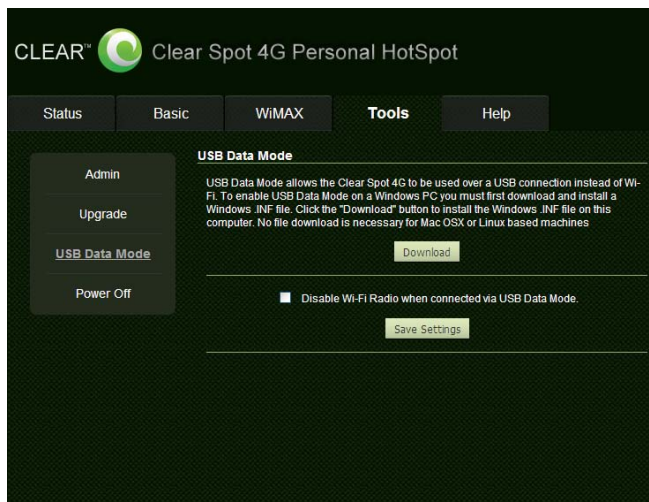 CLEAR™ Clear Spot 4G Personal HotSpot
Status Basic WiMAX Tools Help
Admin
Upgrade
USB Data Mode
Power Off
USB Data Mode
USB Data Mode allows the Clear Spot 4G to be used over a USB connection instead of Wi-
Fi. To enable USB Data Mode on a Windows PC you must first download and install a
Windows .INF file. Click the "Download" button to install the Windows .INF file on this
computer. No file download is necessary for Mac OSX or Linux based machines
Download
Disable Wi-Fi Radio when connected via USB Data Mode.
Save Settings